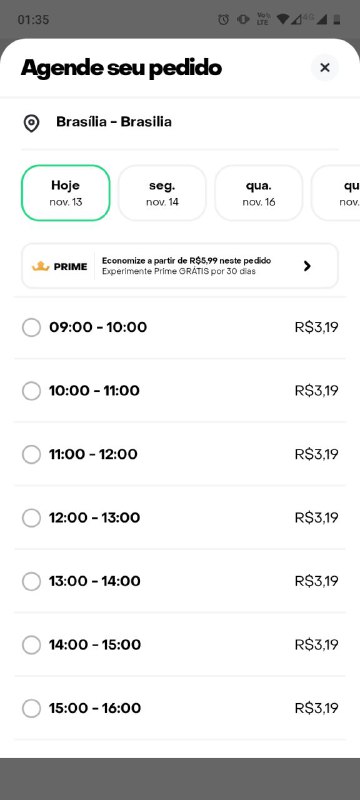 01:35
VoD LTE 4G
Agende seu pedido
Brasília - Brasilia
Hoje
nov. 13
seg.
nov. 14
qua.
nov. 16
qu
nov.
PRIME
Economize a partir de R$5,99 neste pedido
Experimente Prime GRÁTIS por 30 dias
09:00 - 10:00 R$3,19
10:00 - 11:00 R$3,19
11:00 - 12:00 R$3,19
12:00 - 13:00 R$3,19
13:00 - 14:00 R$3,19
14:00 - 15:00 R$3,19
15:00 - 16:00 R$3,19